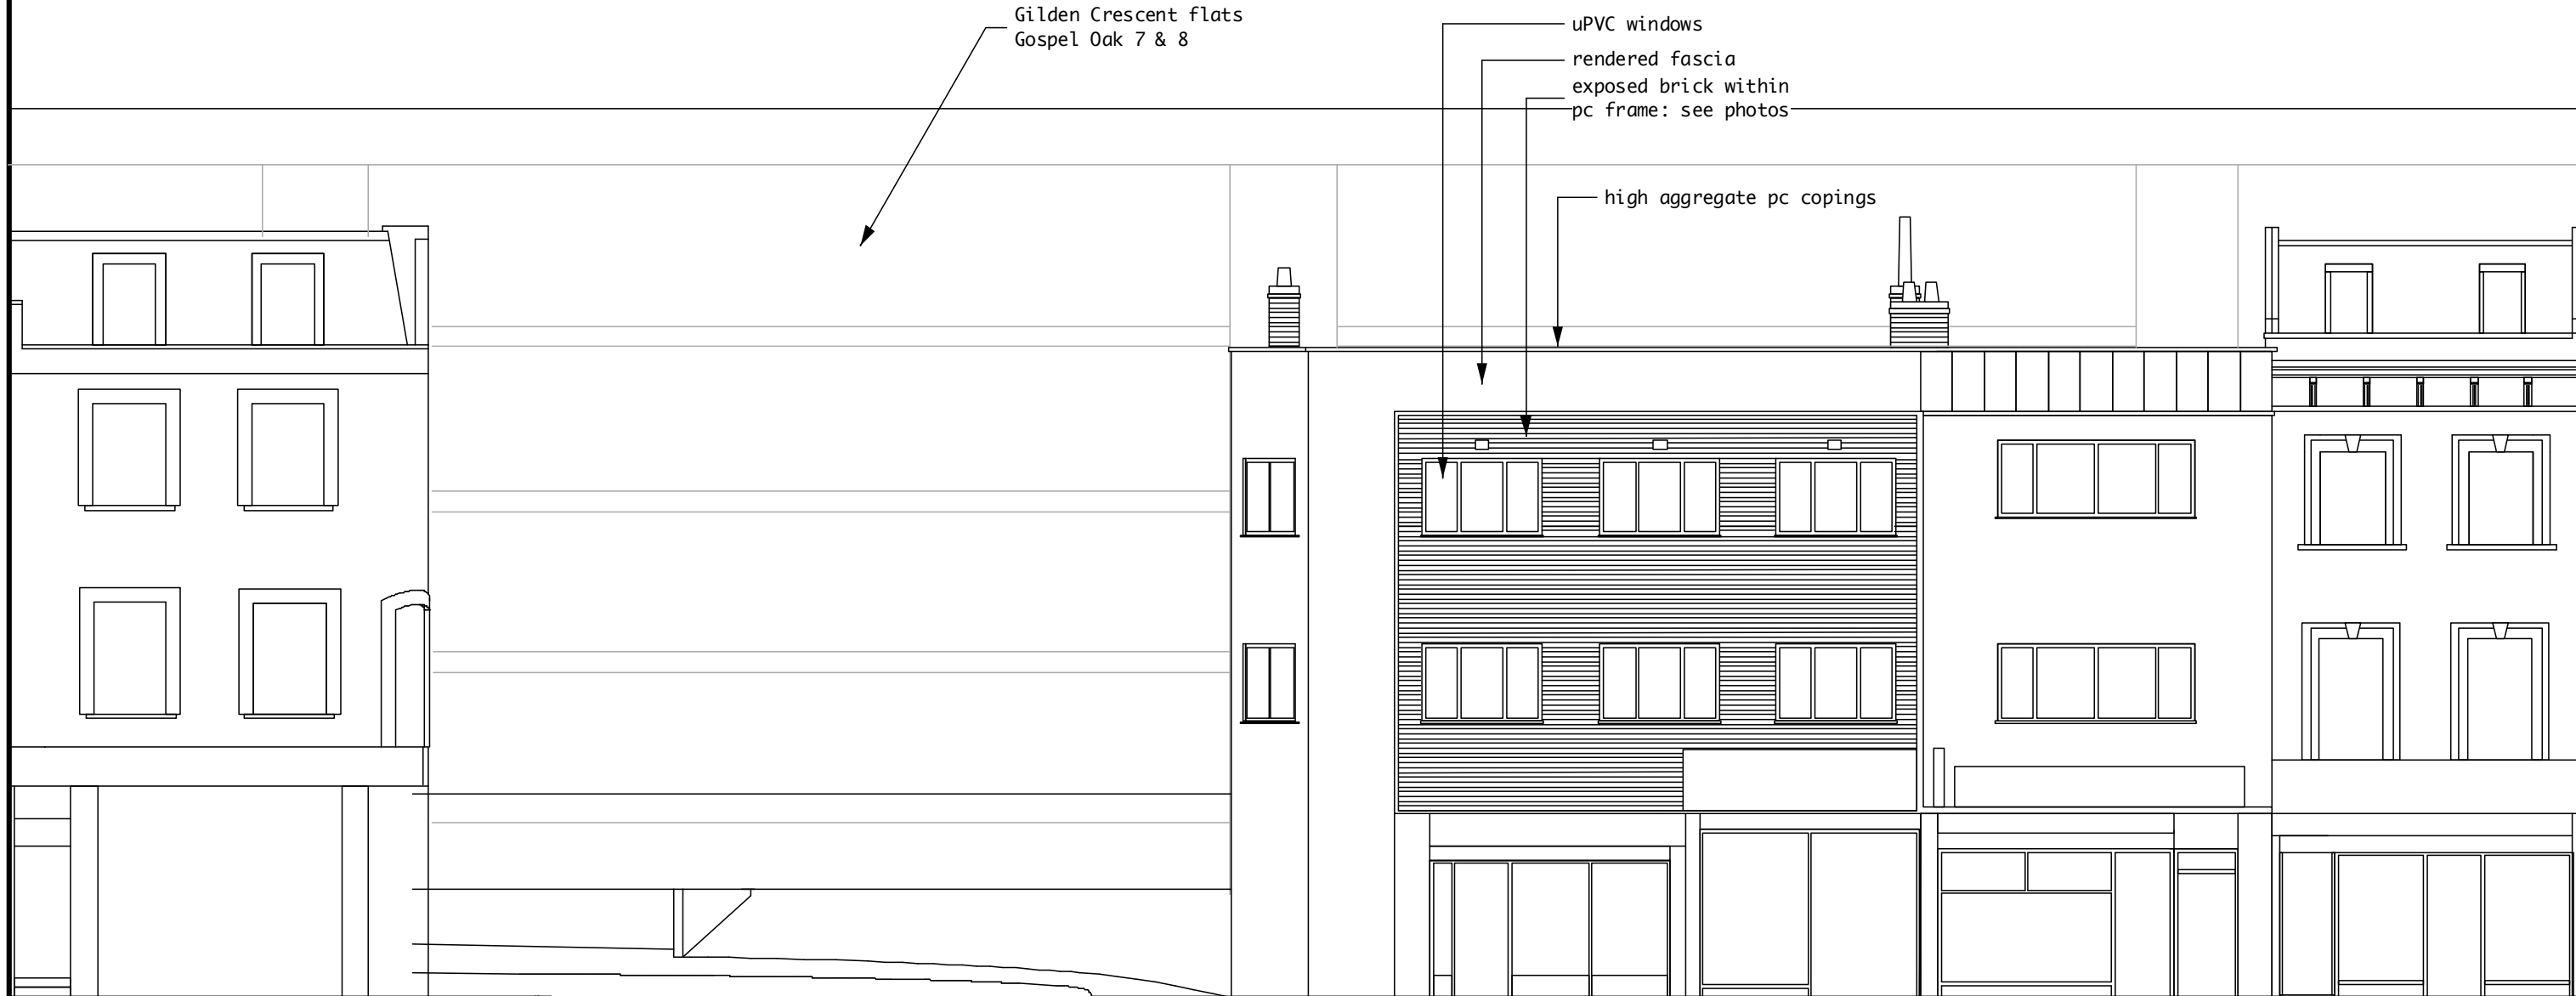 Gilden Crescent flats
Gospel Oak 7 & 8
uPVC windows
rendered fascia
exposed brick within
pc frame: see photos
high aggregate pc copings